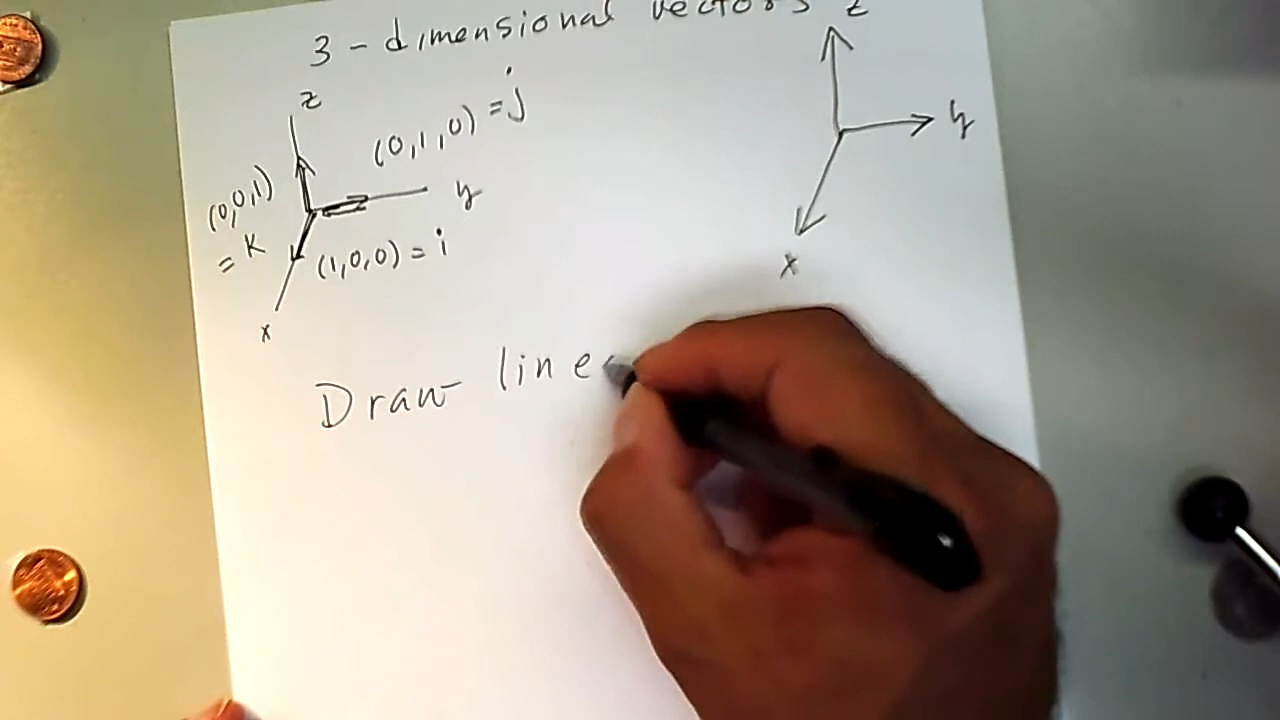 3-dimensional vectors
z
z
(0,1,0) = j
y
y
(0,0,1)
= k
(1,0,0) = i
x
x
Draw line